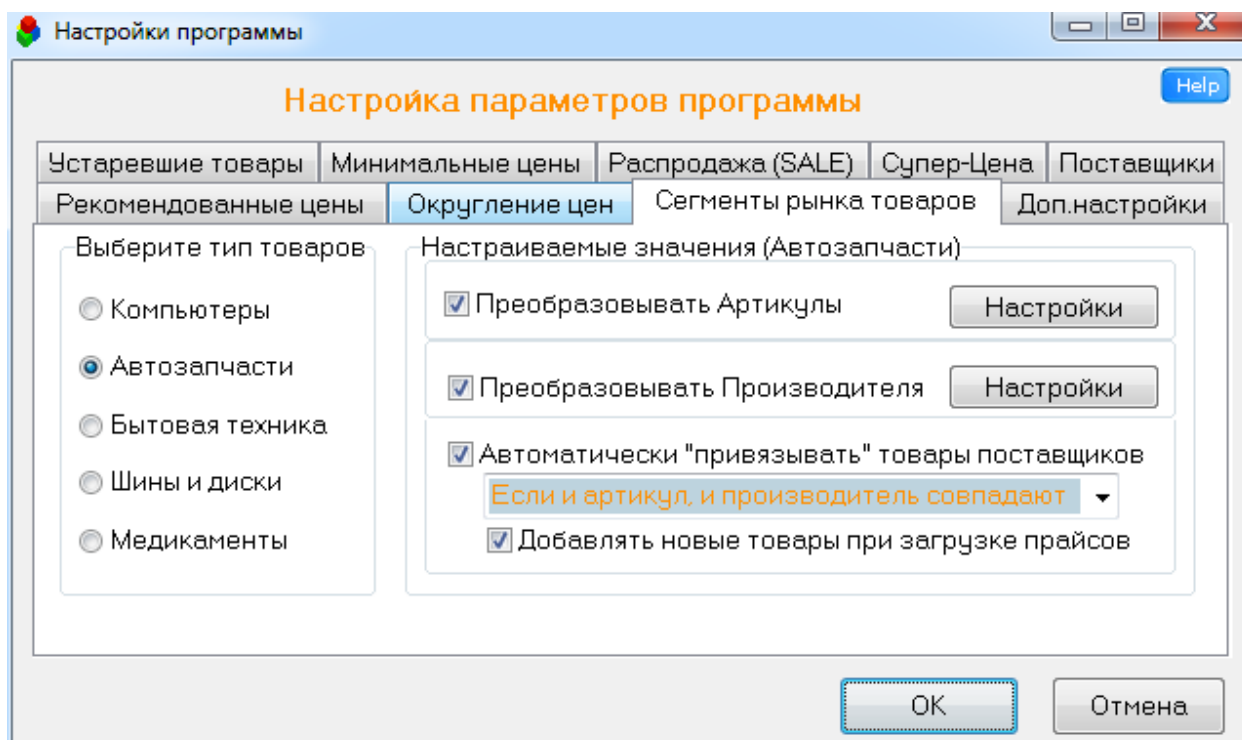 Настройки программы
Настройка параметров программы
Help
Устаревшие товары Минимальные цены Распродажа (SALE) Супер-Цена Поставщики
Рекомендованные цены Округление цен Сегменты рынка товаров Доп.настройки
Выберите тип товаров
Компьютеры
Автозапчасти
Бытовая техника
Шины и диски
Медикаменты
Настраиваемые значения (Автозапчасти)
Преобразовывать Артикулы Настройки
Преобразовывать Производителя Настройки
Автоматически "привязывать" товары поставщиков
Если и артикул, и производитель совпадают
Добавлять новые товары при загрузке прайсов
OK Отмена